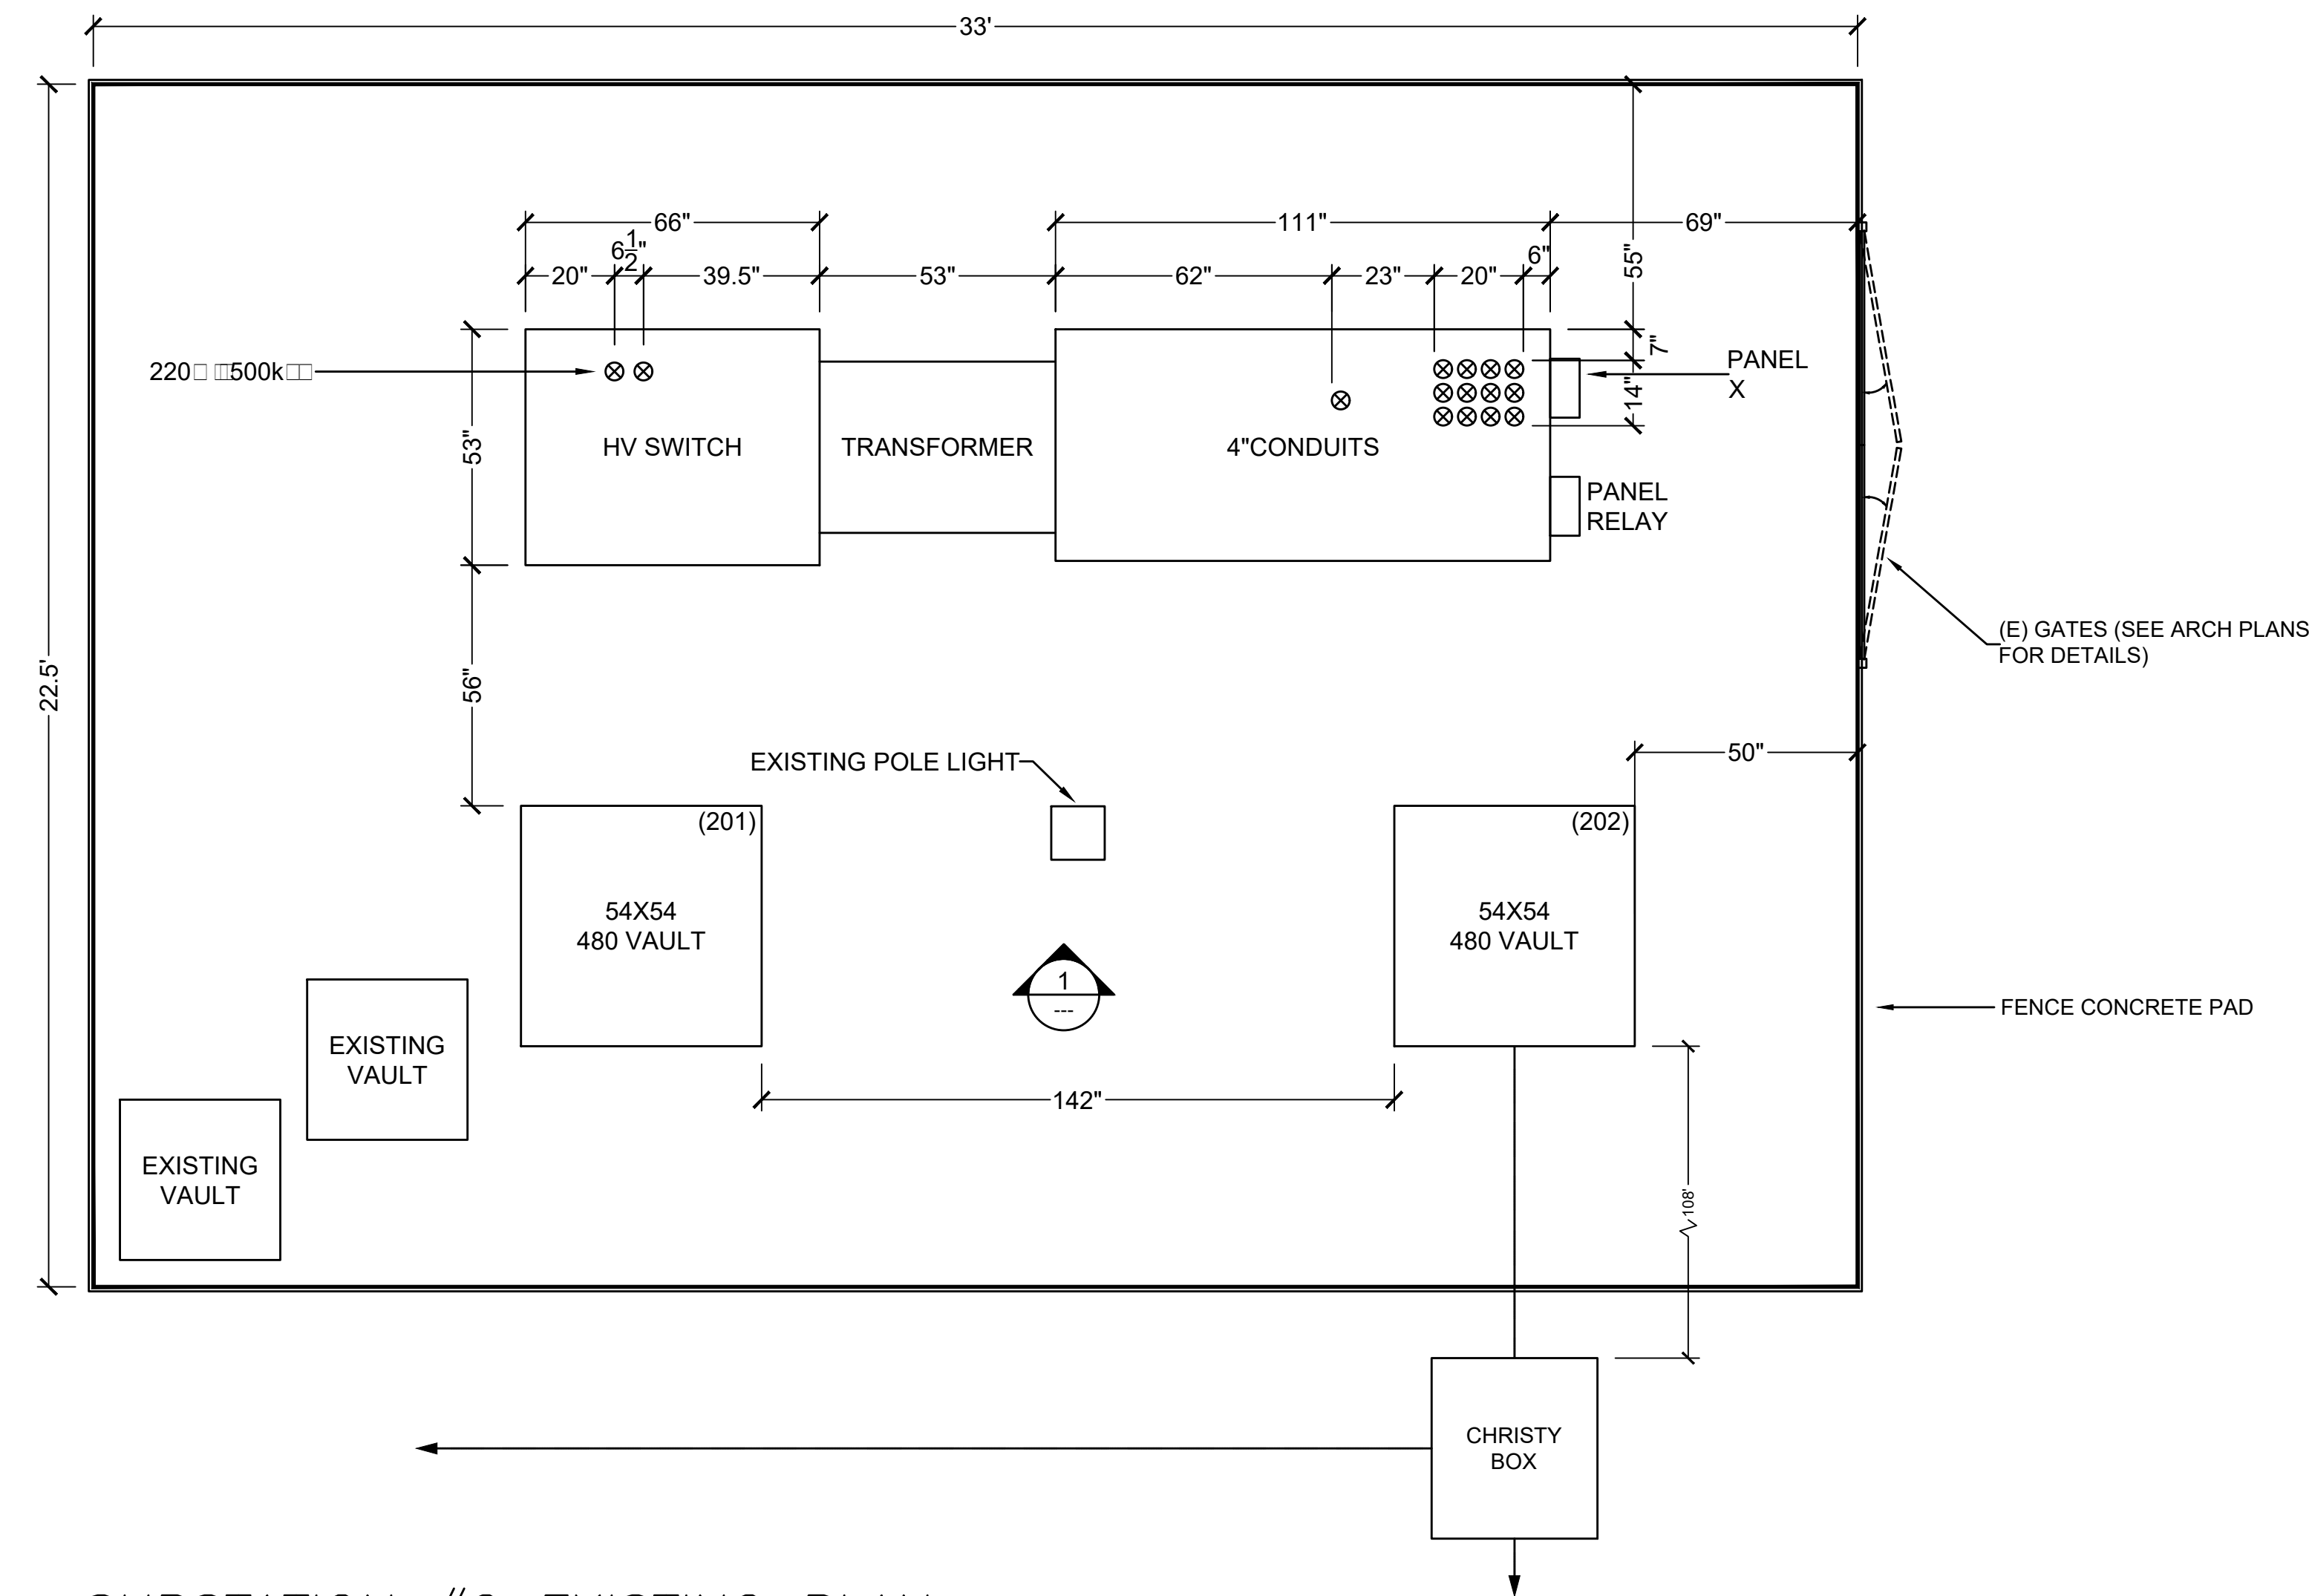 33'
66"
111"
69"
6 1/2"
6"
20"
39.5"
53"
62"
23"
20"
55"
7"
14"
220 500k
PANEL
X
53"
HV SWITCH
TRANSFORMER
4"CONDUITS
PANEL
RELAY
(E) GATES (SEE ARCH PLANS
FOR DETAILS)
22.5'
56"
50"
EXISTING POLE LIGHT
(201)
(202)
54X54
480 VAULT
54X54
480 VAULT
1
---
FENCE CONCRETE PAD
EXISTING
VAULT
142"
EXISTING
VAULT
108'
CHRISTY
BOX